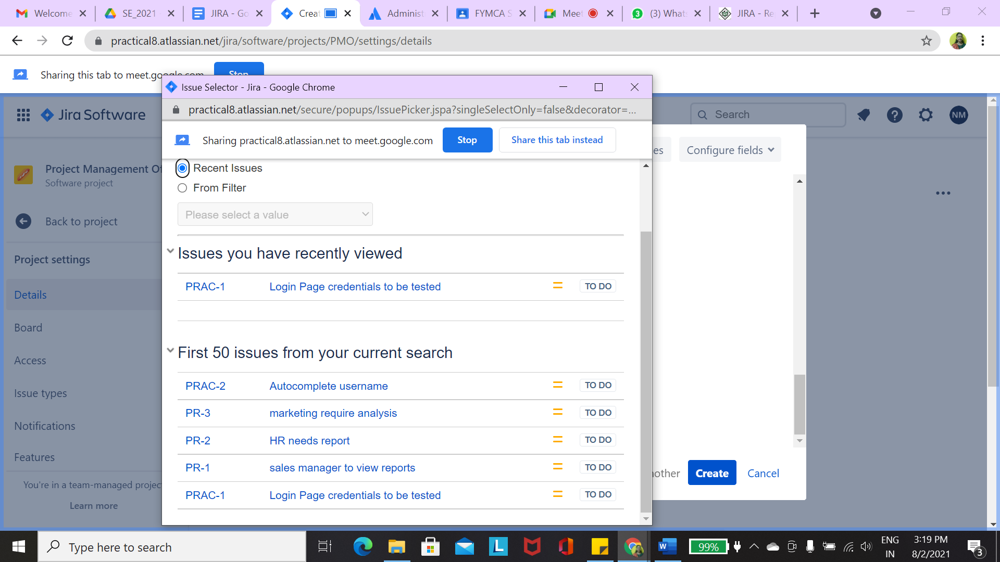 Welcome
SE_2021
JIRA - Go
Creat
Administ
FYMCA S
Meet
(3) Whats
JIRA - Re
practical8.atlassian.net/jira/software/projects/PMO/settings/details
Sharing this tab to meet.google.com
Stop
Issue Selector - Jira - Google Chrome
practical8.atlassian.net/secure/popups/IssuePicker.jspa?singleSelectOnly=false&decorator=...
Sharing practical8.atlassian.net to meet.google.com
Stop
Share this tab instead
Jira Software
Search
NM
es
Configure fields
Project Management Of
Software project
Back to project
Project settings
Details
Board
Access
Issue types
Notifications
Features
You're in a team-managed projec
Learn more
Recent Issues
From Filter
Please select a value
Issues you have recently viewed
PRAC-1 Login Page credentials to be tested TO DO
First 50 issues from your current search
PRAC-2 Autocomplete username TO DO
PR-3 marketing require analysis TO DO
PR-2 HR needs report TO DO
PR-1 sales manager to view reports TO DO
PRAC-1 Login Page credentials to be tested TO DO
nother
Create
Cancel
Type here to search
99%
ENG
IN
3:19 PM
8/2/2021
3